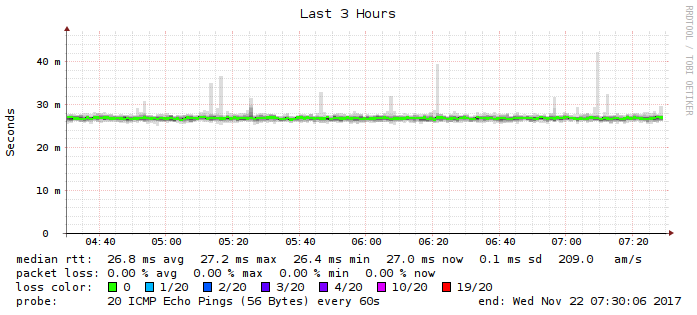 Last 3 Hours
RRDTOOL / TOBI OETIKER
Seconds
40 m
30 m
20 m
10 m
0
04:40 05:00 05:20 05:40 06:00 06:20 06:40 07:00 07:20
median rtt: 26.8 ms avg 27.2 ms max 26.4 ms min 27.0 ms now 0.1 ms sd 209.0 am/s
packet loss: 0.00 % avg 0.00 % max 0.00 % min 0.00 % now
loss color: 0 1/20 2/20 3/20 4/20 10/20 19/20
probe: 20 ICMP Echo Pings (56 Bytes) every 60s end: Wed Nov 22 07:30:06 2017